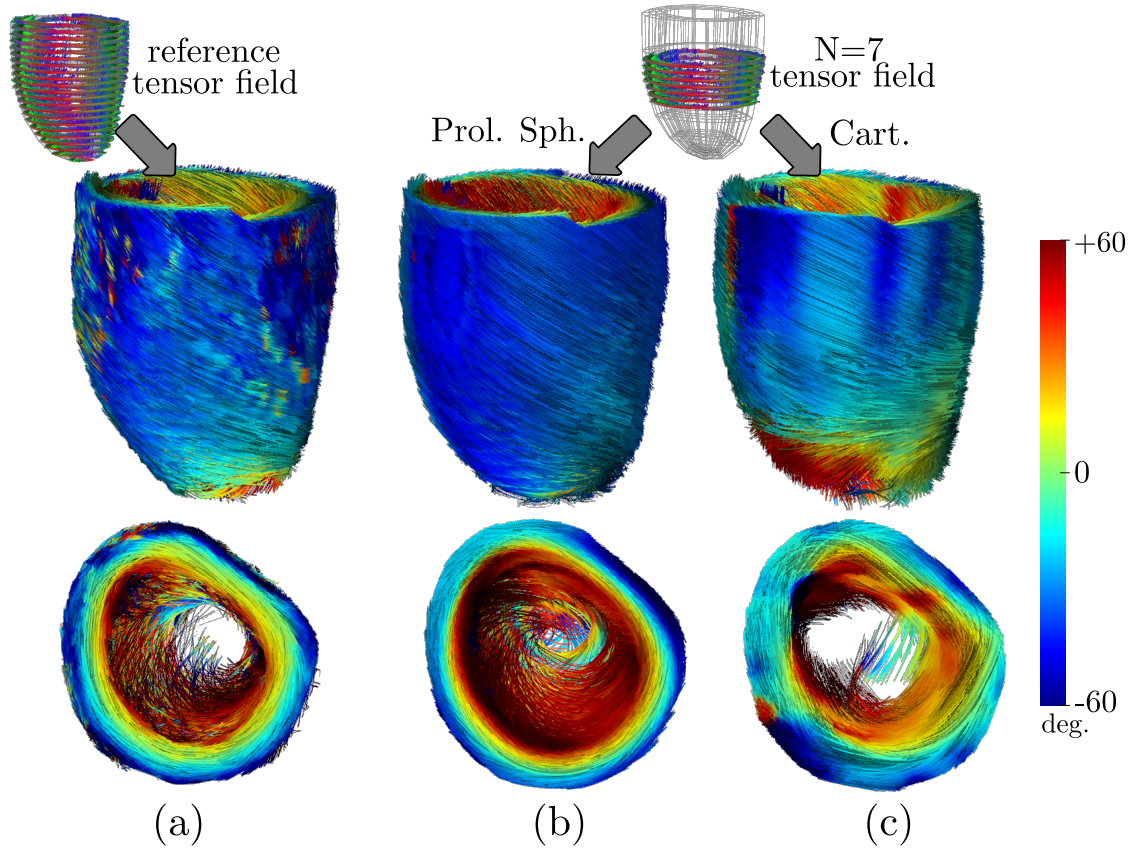 reference
tensor field
N=7
tensor field
Prol. Sph.
Cart.
+60
0
-60
deg.
(a)
(b)
(c)